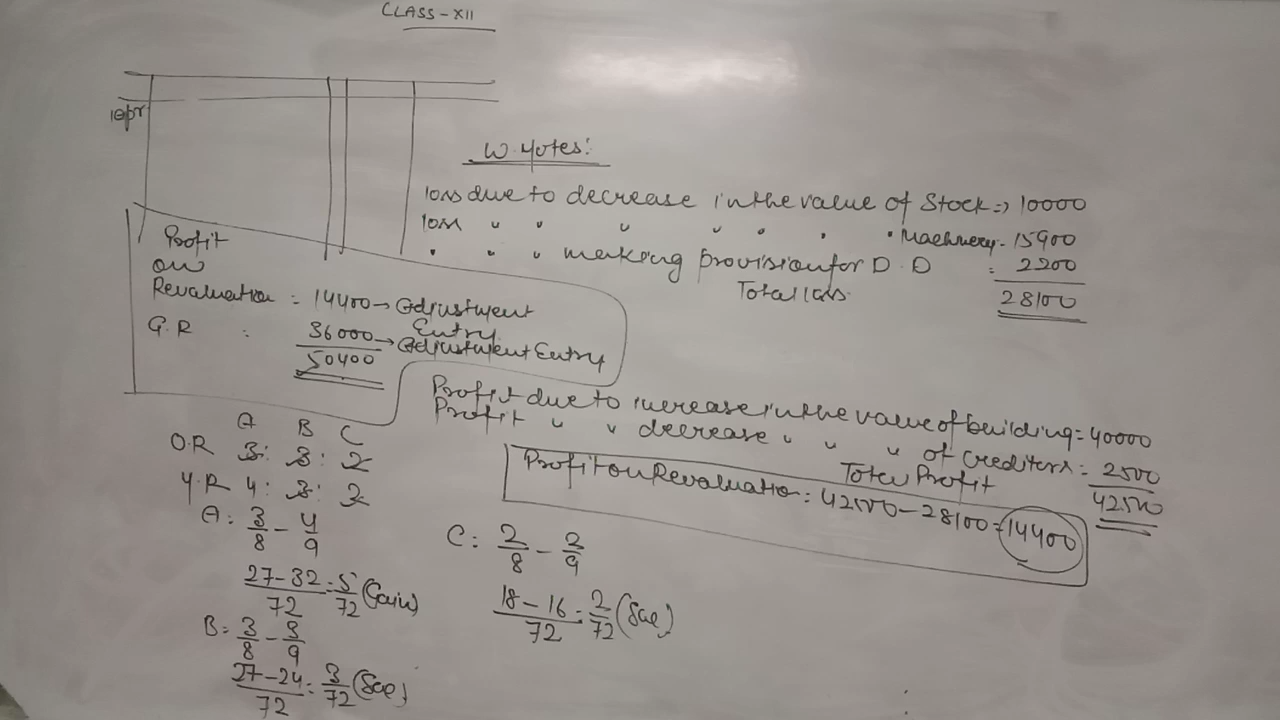 CLASS-XII
1apr
W. Notes:
loss due to decrease in the value of Stock => 10000
loss " " " " " " " Machinery - 15900
" " " making provision for D.D = 2200
Total loss 28100
Profit
on
Revaluation = 14400 → Adjustment Entry
G.R : 36000 → Adjustment Entry
50400
Profit due to increase in the value of building = 40000
Profit " " decrease " " " of Creditors = 2500
Total Profit 42500
Profit on Revaluation = 42500 - 28100 = 14400
A B C
O.R 3: 3: 2
N.R 4: 3: 2
A: 3/8 - 4/9
27-32/72 = 5/72 (Gain)
B= 3/8 - 3/9
27-24/72 = 3/72 (Sac)
C: 2/8 - 2/9
18-16/72 = 2/72 (Sac)